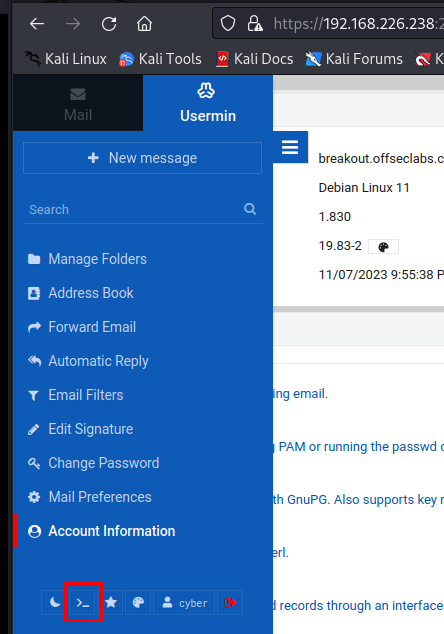 https://192.168.226.238:2
Kali Linux Kali Tools Kali Docs Kali Forums K
Mail
Usermin
New message
Search
Manage Folders
Address Book
Forward Email
Automatic Reply
Email Filters
Edit Signature
Change Password
Mail Preferences
Account Information
cyber
breakout.offseclabs.c
Debian Linux 11
1.830
19.83-2
11/07/2023 9:55:38 P
ing email.
PAM or running the passwd c
th GnuPG. Also supports key r
erl.
d records through an interface